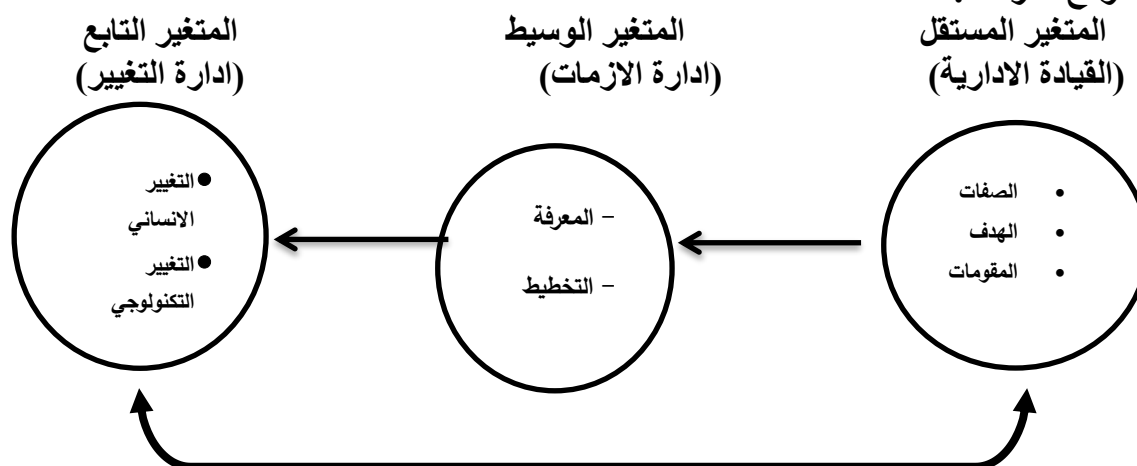 المتغير المستقل
(القيادة الادارية)
المتغير الوسيط
(ادارة الازمات)
المتغير التابع
(ادارة التغيير)
• الصفات
• الهدف
• المقومات
- المعرفة
- التخطيط
● التغيير
الانساني
● التغيير
التكنولوجي